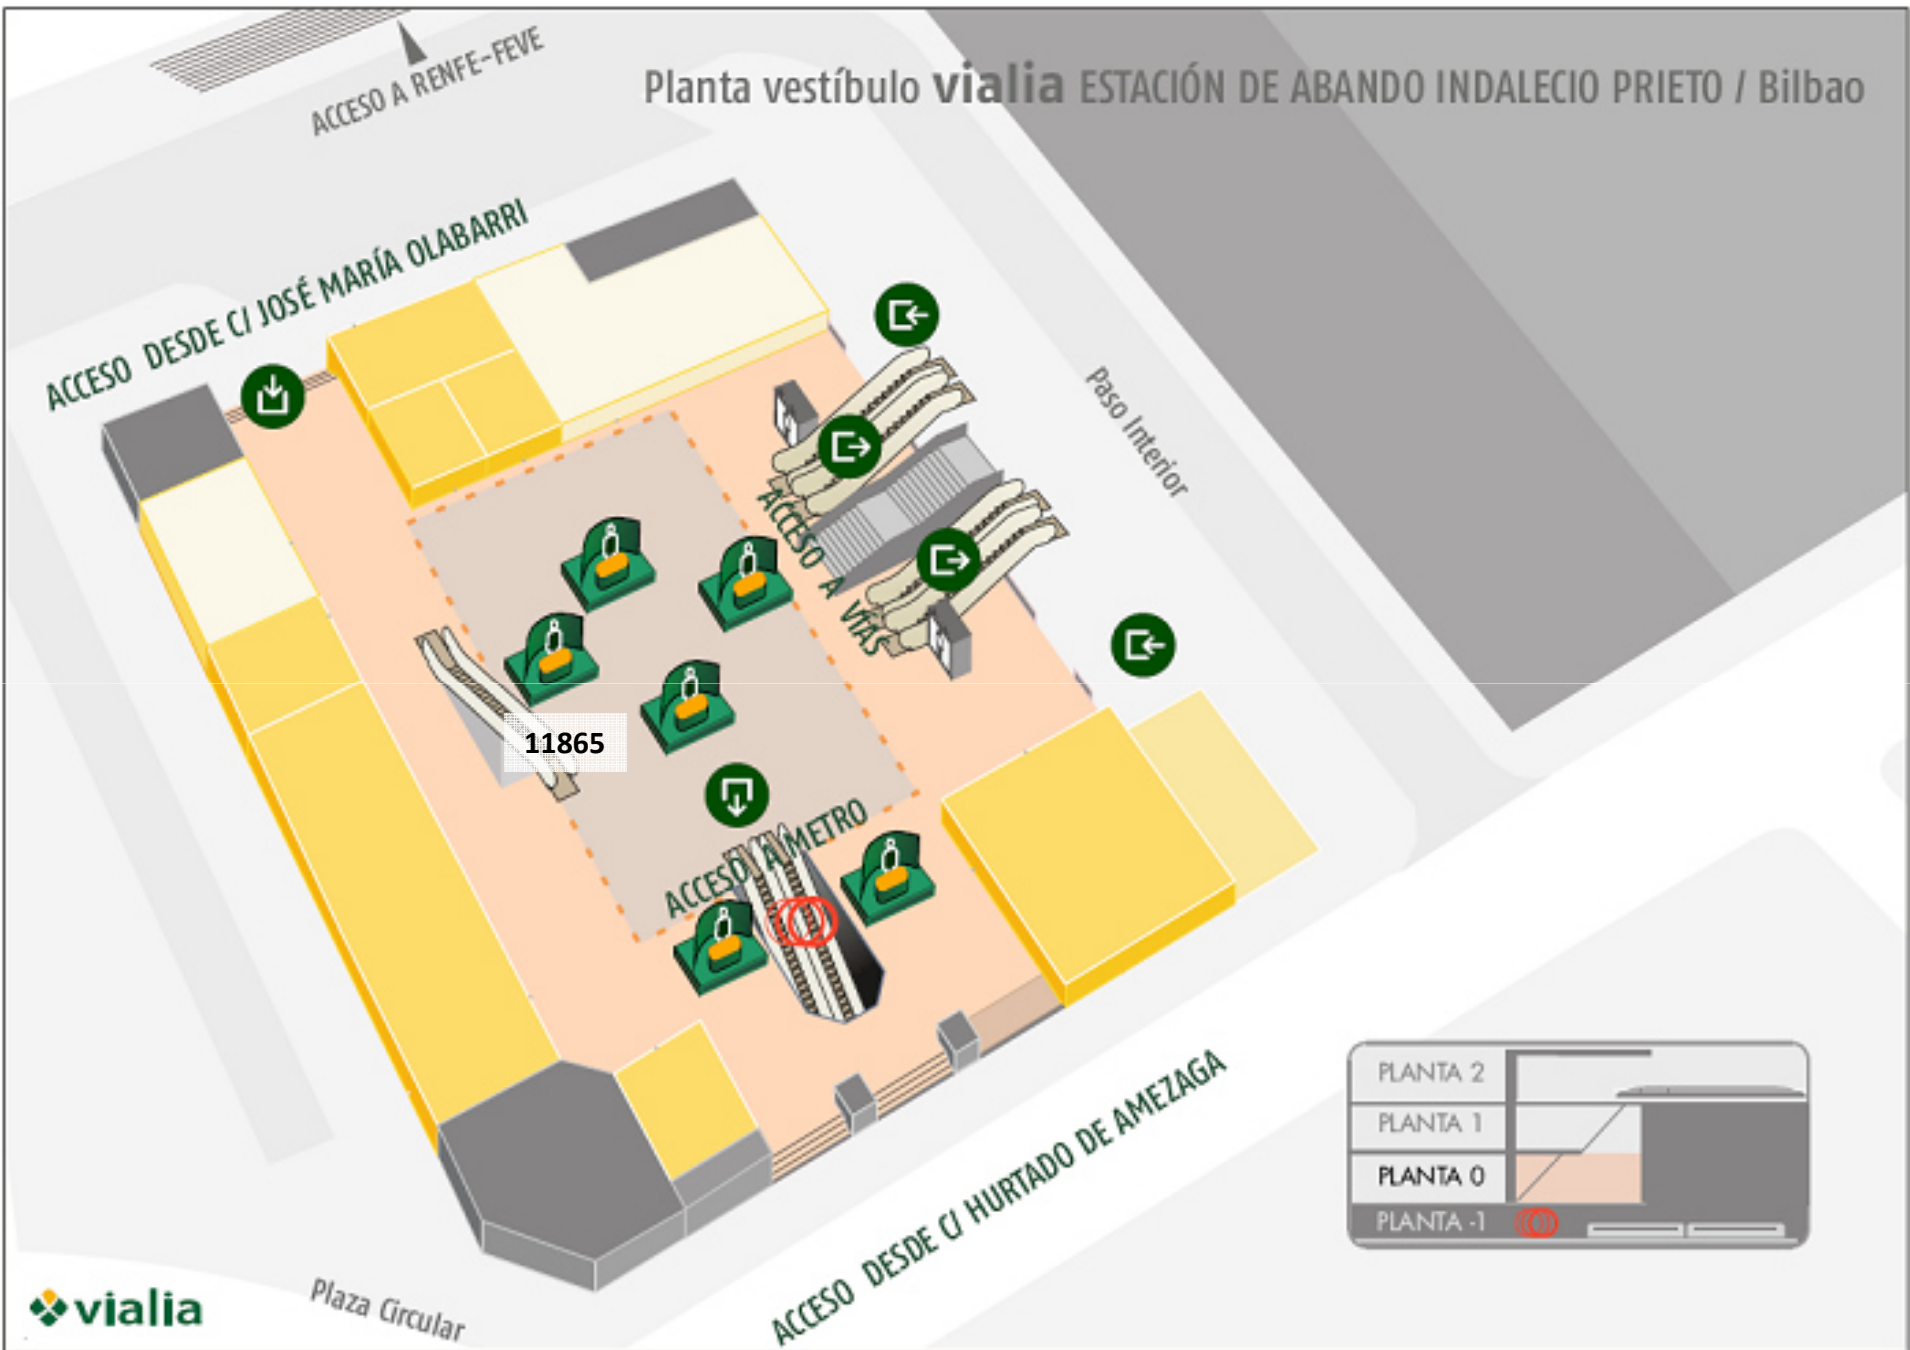 Planta vestíbulo vialia ESTACIÓN DE ABANDO INDALECIO PRIETO / Bilbao
ACCESO A RENFE-FEVE
ACCESO DESDE C/ JOSÉ MARÍA OLABARRI
Paso Interior
ACCESO A VÍAS
11865
ACCESO A METRO
ACCESO DESDE C/ HURTADO DE AMEZAGA
PLANTA 2
PLANTA 1
PLANTA 0
PLANTA -1
Plaza Circular
vialia